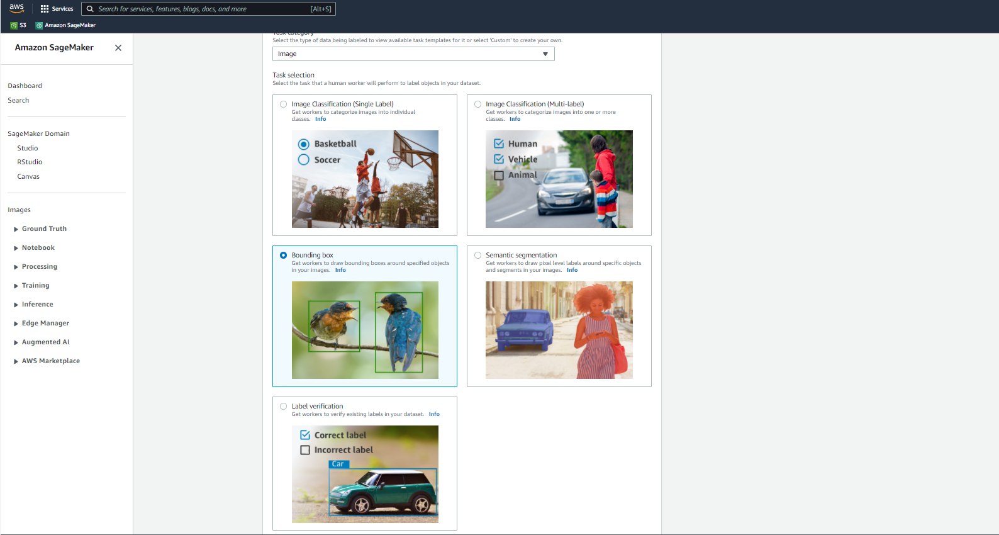 aws
Services
Search for services, features, blogs, docs, and more
[Alt+S]
S3
Amazon SageMaker
Amazon SageMaker
Dashboard
Search
SageMaker Domain
Studio
RStudio
Canvas
Images
Ground Truth
Notebook
Processing
Training
Inference
Edge Manager
Augmented AI
AWS Marketplace
Task category
Select the type of data being labeled to view available task templates for it or select 'Custom' to create your own.
Image
Task selection
Select the task that a human worker will perform to label objects in your dataset.
Image Classification (Single Label)
Get workers to categorize images into individual
classes. Info
Basketball
Soccer
Image Classification (Multi-label)
Get workers to categorize images into one or more
classes. Info
Human
Vehicle
Animal
Bounding box
Get workers to draw bounding boxes around specified objects
in your images. Info
Semantic segmentation
Get workers to draw pixel level labels around specific objects
and segments in your images. Info
Label verification
Get workers to verify existing labels in your dataset. Info
Correct label
Incorrect label
Car